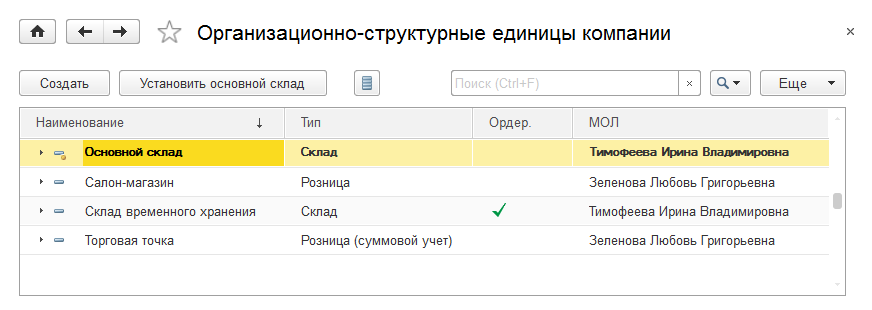 Организационно-структурные единицы компании
Создать Установить основной склад Поиск (Ctrl+F) Еще
Наименование Тип Ордер. МОЛ
Основной склад Склад Тимофеева Ирина Владимировна
Салон-магазин Розница Зеленова Любовь Григорьевна
Склад временного хранения Склад Тимофеева Ирина Владимировна
Торговая точка Розница (суммовой учет) Зеленова Любовь Григорьевна